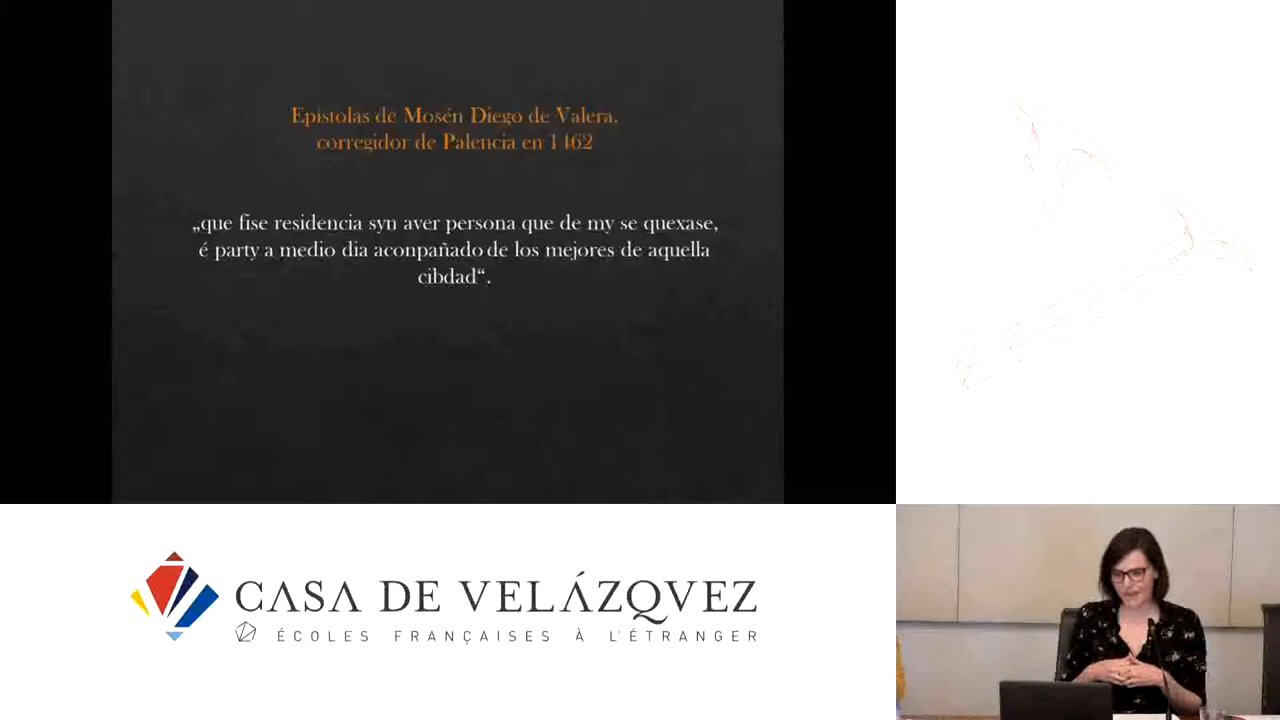 Epístolas de Mosén Diego de Valera,
corregidor de Palencia en 1462
„que fise residencia syn aver persona que de my se quexase,
é party a medio dia aconpañado de los mejores de aquella
cibdad“.
CASA DE VELÁZQVEZ
ÉCOLES FRANÇAISES À L'ÉTRANGER